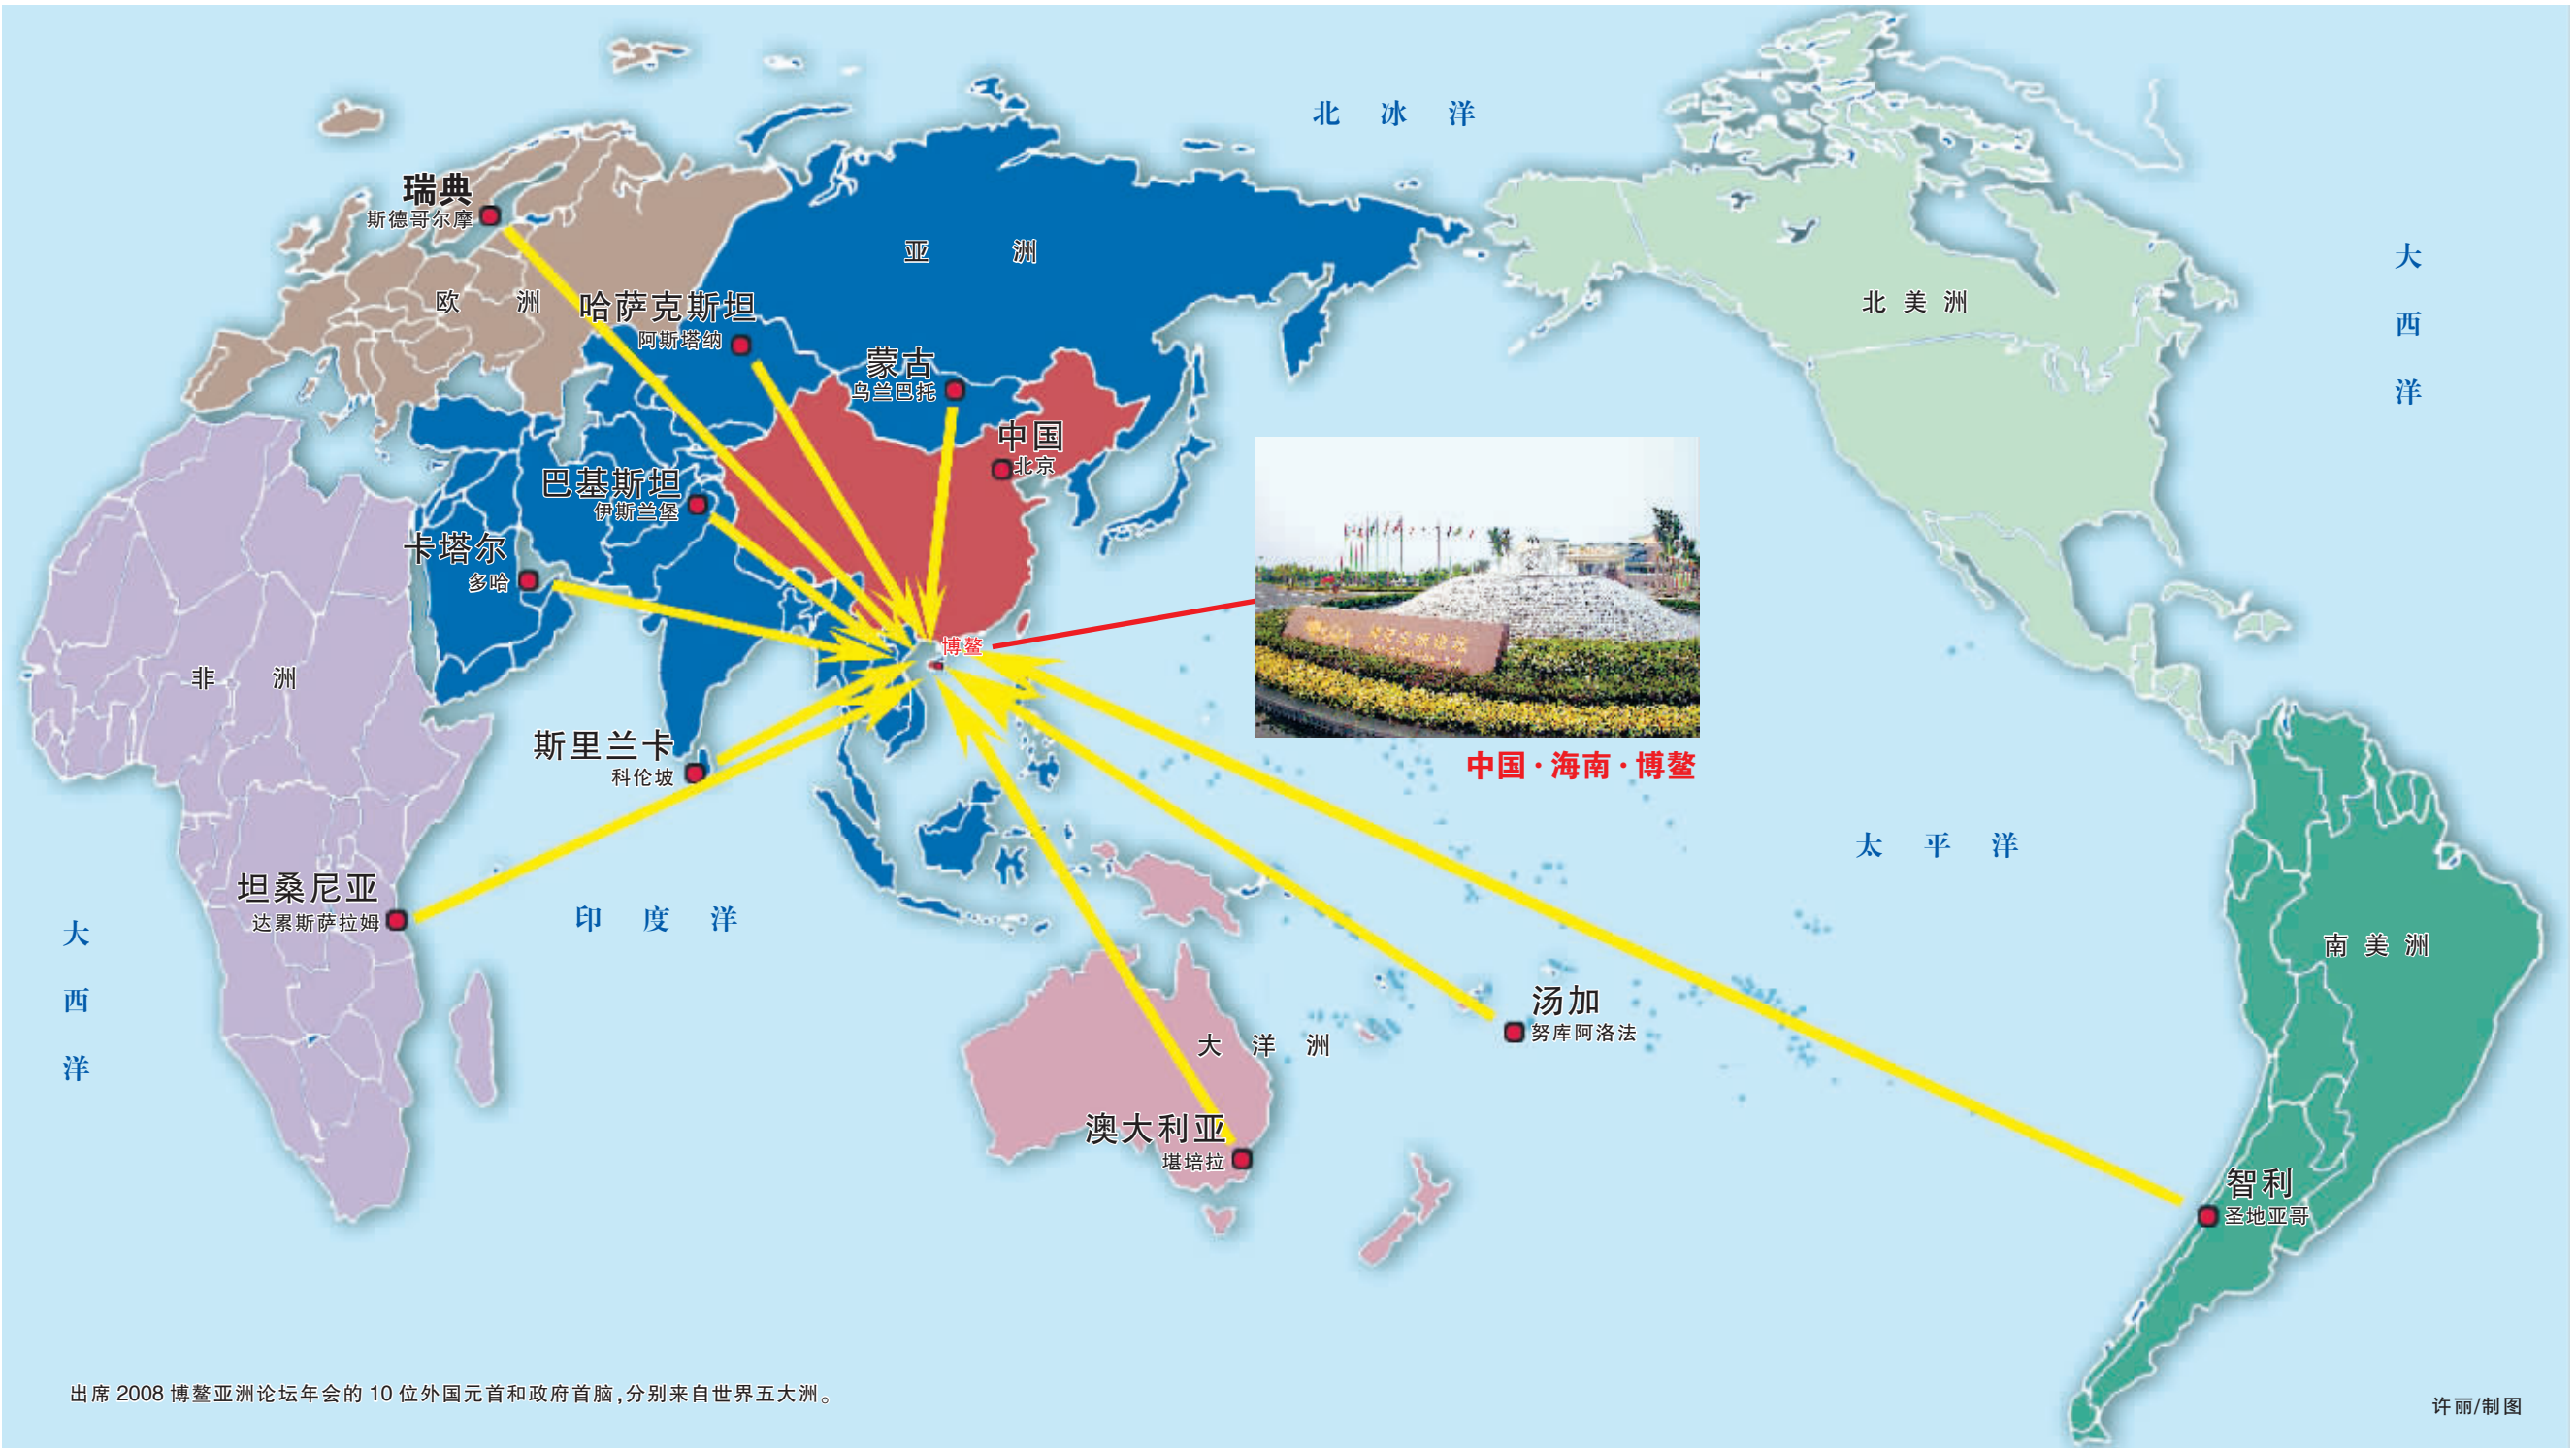 北冰洋
瑞典
斯德哥尔摩
亚洲
大西洋
欧洲
哈萨克斯坦
阿斯塔纳
北美洲
蒙古
乌兰巴托
中国
北京
巴基斯坦
伊斯兰堡
卡塔尔
多哈
博鳌
非洲
斯里兰卡
科伦坡
中国·海南·博鳌
太平洋
坦桑尼亚
达累斯萨拉姆
印度洋
大西洋
南美洲
汤加
努库阿洛法
大洋洲
澳大利亚
堪培拉
智利
圣地亚哥
出席2008博鳌亚洲论坛年会的10位外国元首和政府首脑,分别来自世界五大洲。
许丽/制图